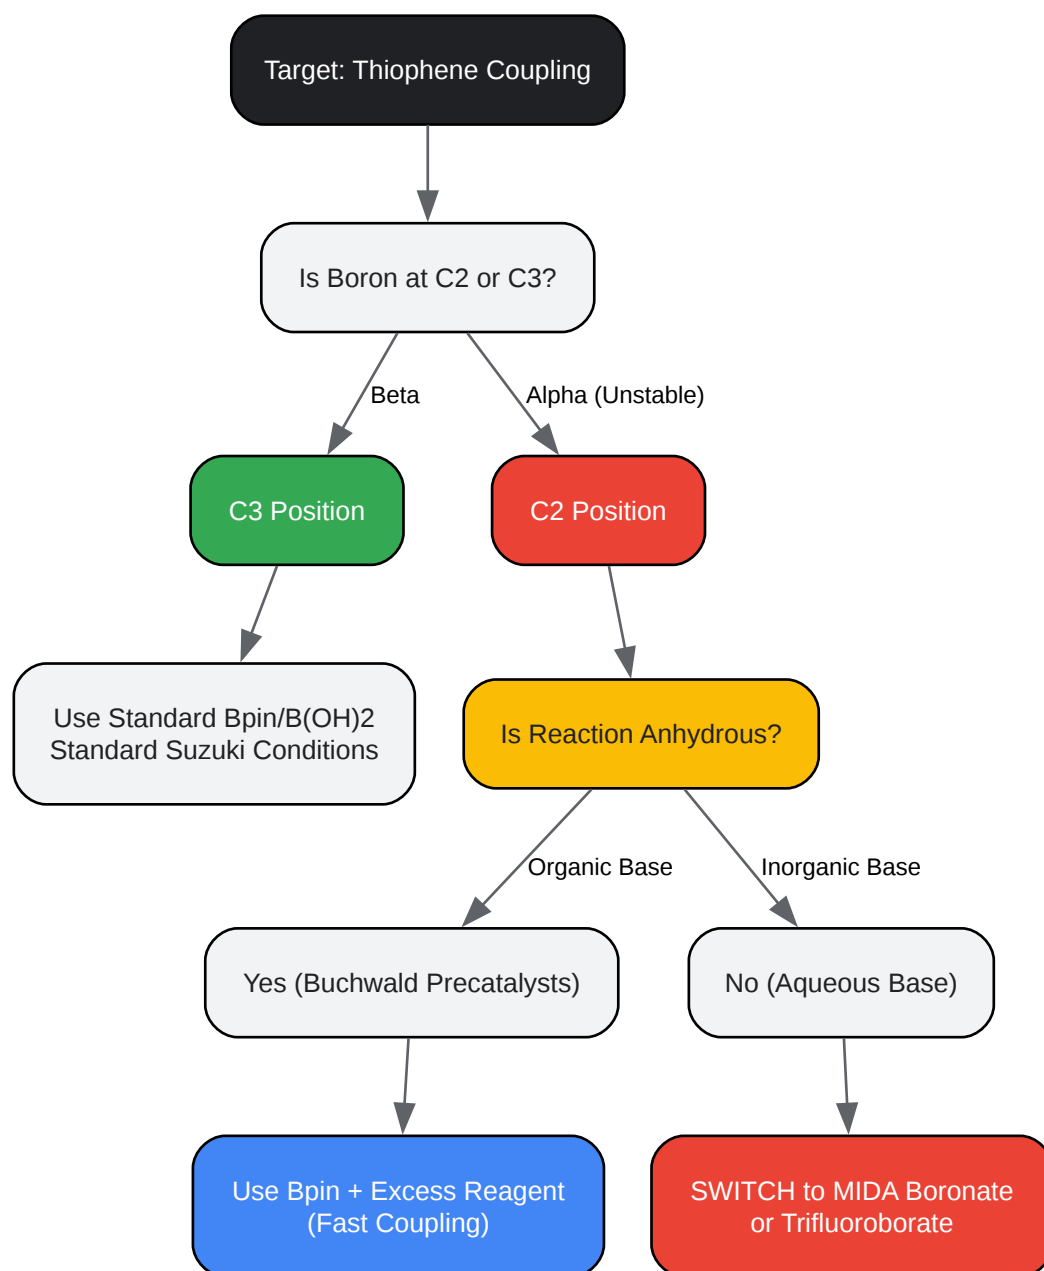 Target: Thiophene Coupling
Is Boron at C2 or C3?
Beta
Alpha (Unstable)
C3 Position
C2 Position
Use Standard Bpin/B(OH)2
Standard Suzuki Conditions
Is Reaction Anhydrous?
Organic Base
Inorganic Base
Yes (Buchwald Precatalysts)
No (Aqueous Base)
Use Bpin + Excess Reagent
(Fast Coupling)
SWITCH to MIDA Boronate
or Trifluoroborate